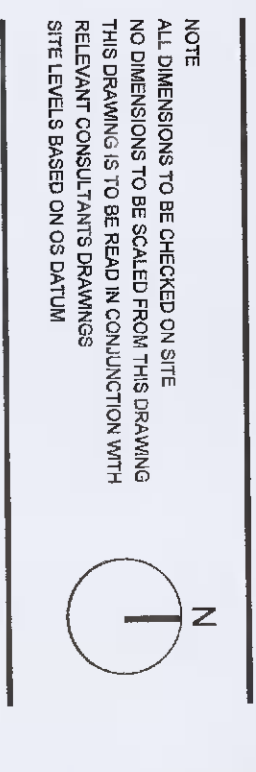 NOTE
ALL DIMENSIONS TO BE CHECKED ON SITE
NO DIMENSIONS TO BE SCALED FROM THIS DRAWING
THIS DRAWING IS TO BE READ IN CONJUNCTION WITH
RELEVANT CONSULTANTS DRAWINGS
SITE LEVELS BASED ON OS DATUM
N